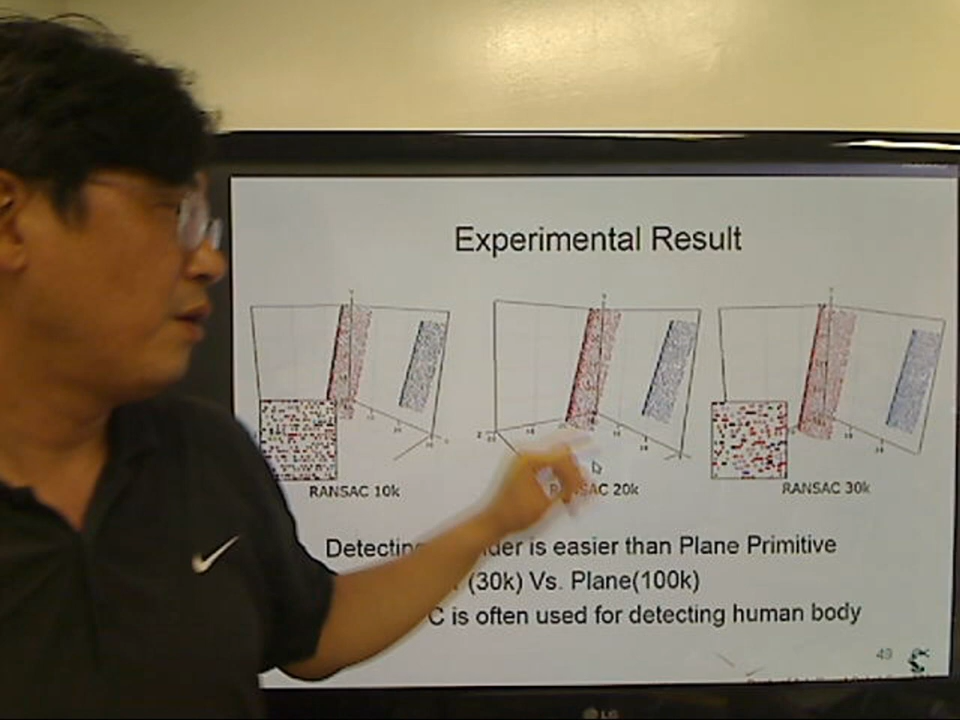 Experimental Result
RANSAC 10k
SAC 20k
RANSAC 30k
Detecting is easier than Plane Primitive
(30k) Vs. Plane(100k)
C is often used for detecting human body
49
LG